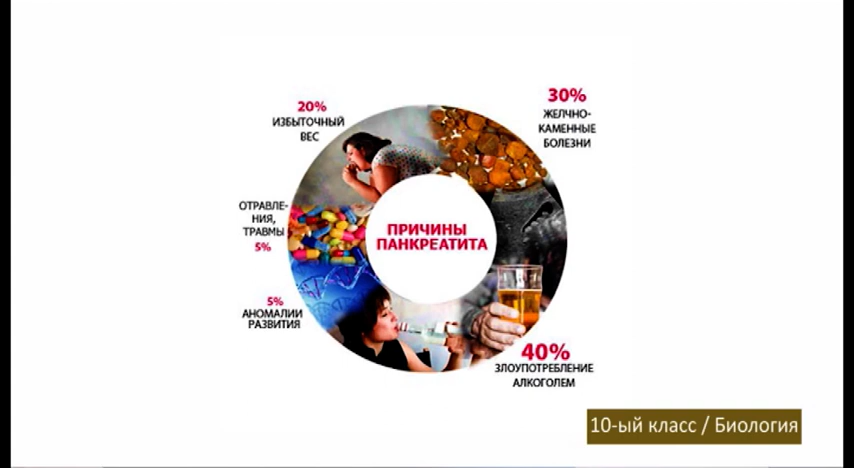 ПРИЧИНЫ
ПАНКРЕАТИТА
30%
ЖЕЛЧНО-
КАМЕННЫЕ
БОЛЕЗНИ
40%
ЗЛОУПОТРЕБЛЕНИЕ
АЛКОГОЛЕМ
5%
АНОМАЛИИ
РАЗВИТИЯ
ОТРАВЛЕ-
НИЯ,
ТРАВМЫ
5%
20%
ИЗБЫТОЧНЫЙ
ВЕС
10-ый класс / Биология